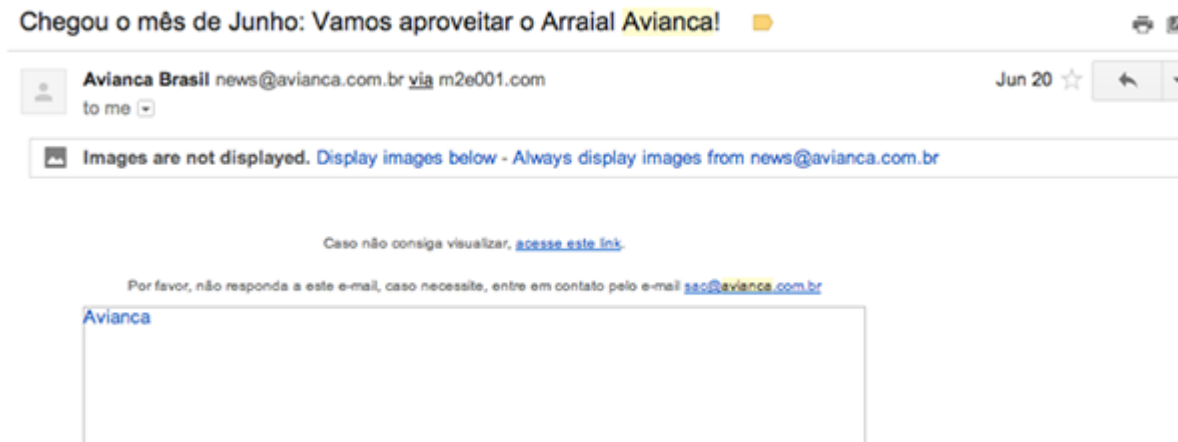 Chegou o mês de Junho: Vamos aproveitar o Arraial Avianca!
Avianca Brasil news@avianca.com.br via m2e001.com Jun 20
to me
Images are not displayed. Display images below - Always display images from news@avianca.com.br
Caso não consiga visualizar, acesse este link.
Por favor, não responda a este e-mail, caso necessite, entre em contato pelo e-mail sac@avianca.com.br
Avianca